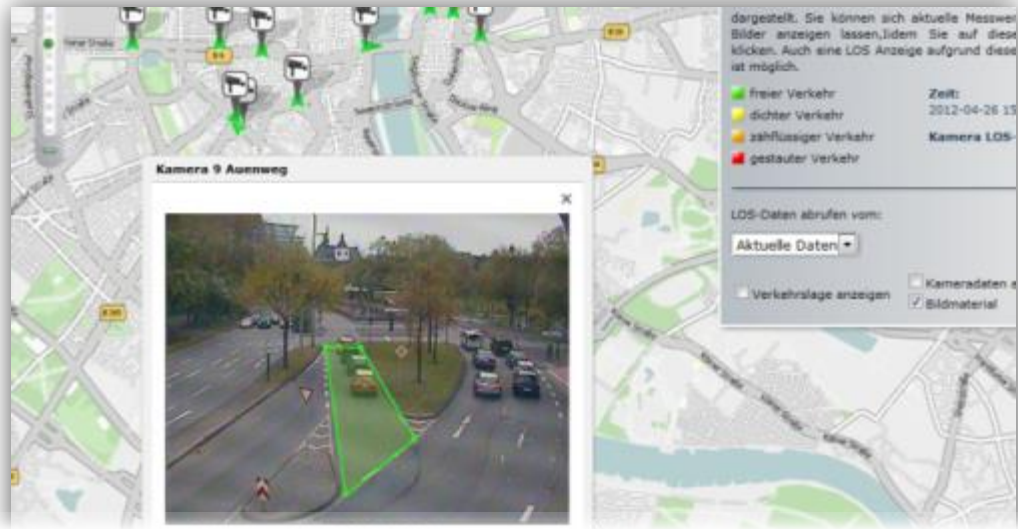 dargestellt. Sie können sich aktuelle Messwer
Bilder anzeigen lassen,Iidem Sie auf diese
klicken. Auch eine LOS Anzeige aufgrund diese
ist möglich.
freier Verkehr
dichter Verkehr
zähflüssiger Verkehr
gestauter Verkehr
Zeit:
2012-04-26 15
Kamera LOS-
LOS-Daten abrufen vom:
Aktuelle Daten
Verkehrslage anzeigen
Kameradaten a
Bildmaterial
Kamera 9 Auenweg